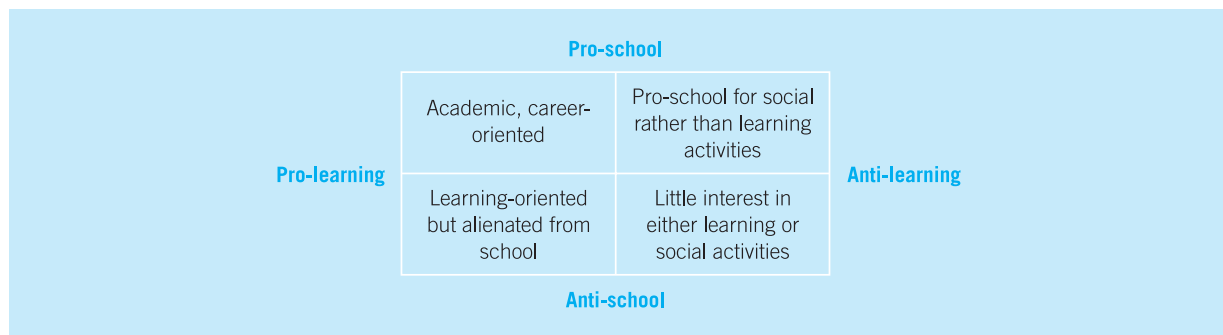 Pro-school
Academic, career-
oriented
Pro-school for social
rather than learning
activities
Pro-learning
Anti-learning
Learning-oriented
but alienated from
school
Little interest in
either learning or
social activities
Anti-school